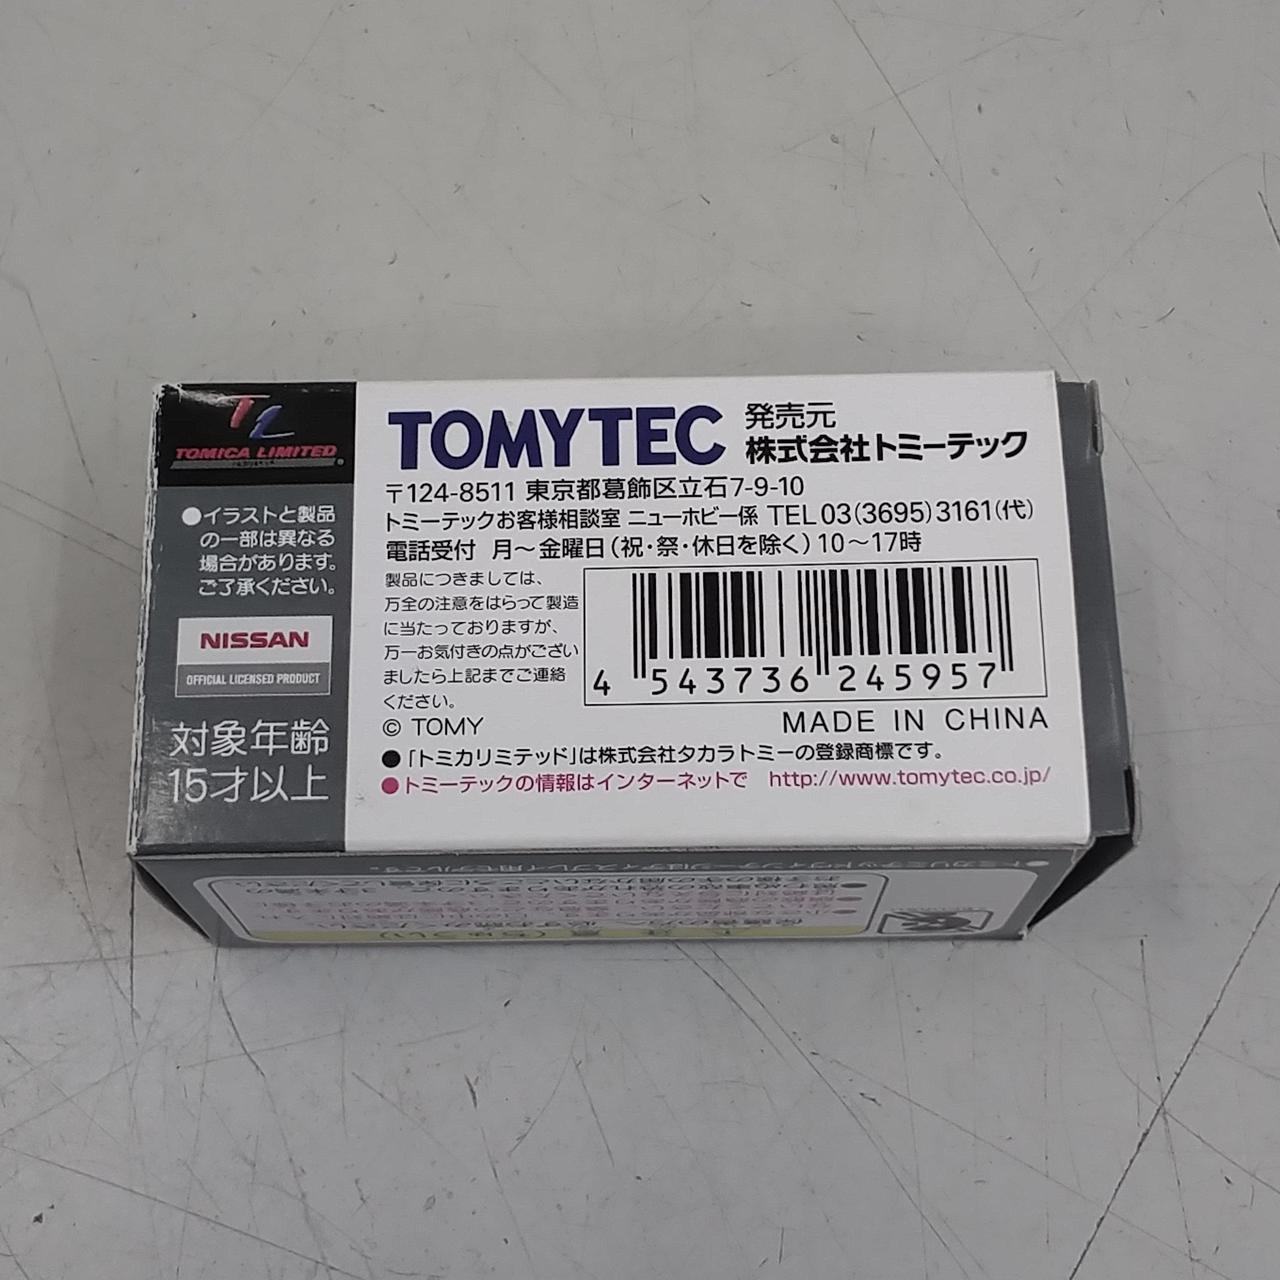 TL
TOMICA LIMITED
●イラストと製品
の一部は異なる
場合があります。
ご了承ください。
NISSAN
OFFICIAL LICENSED PRODUCT
対象年齢
15才以上
TOMYTEC
発売元
株式会社トミーテック
〒124-8511 東京都葛飾区立石7-9-10
トミーテックお客様相談室 ニューホビー係 TEL 03(3695)3161(代)
電話受付 月〜金曜日(祝・祭・休日を除く)10〜17時
製品につきましては、
万全の注意をはらって製造
に当たっておりますが、
万一お気付きの点がござい
ましたら上記までご連絡
ください。
4 543736 245957
© TOMY
MADE IN CHINA
●「トミカリミテッド」は株式会社タカラトミーの登録商標です。
●トミーテックの情報はインターネットで http://www.tomytec.co.jp/